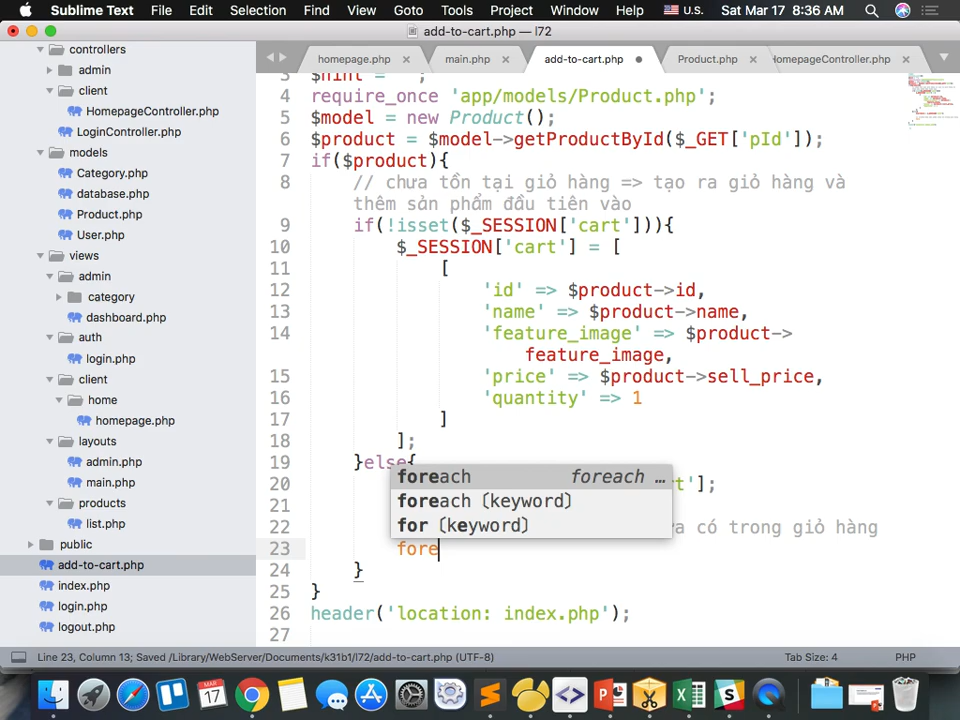 Sublime Text File Edit Selection Find View Goto Tools Project Window Help U.S. Sat Mar 17 8:36 AM
add-to-cart.php — l72
controllers
admin
client
HomepageController.php
LoginController.php
models
Category.php
database.php
Product.php
User.php
views
admin
category
dashboard.php
auth
login.php
client
home
homepage.php
layouts
admin.php
main.php
products
list.php
public
add-to-cart.php
index.php
login.php
logout.php
homepage.php × main.php × add-to-cart.php Product.php × HomepageController.php ×
4 require_once 'app/models/Product.php';
5 $model = new Product();
6 $product = $model->getProductById($_GET['pId']);
7 if($product){
8 // chưa tồn tại giỏ hàng => tạo ra giỏ hàng và
thêm sản phẩm đầu tiên vào
9 if(!isset($_SESSION['cart'])){
10 $_SESSION['cart'] = [
11 [
12 'id' => $product->id,
13 'name' => $product->name,
14 'feature_image' => $product->
feature_image,
15 'price' => $product->sell_price,
16 'quantity' => 1
17 ]
18 ];
19 }else{
20 t'];
21
22 có trong giỏ hàng
23 fore
24 }
25 }
26 header('location: index.php');
27
foreach foreach …
foreach (keyword)
for (keyword)
Line 23, Column 13; Saved /Library/WebServer/Documents/k31b1/l72/add-to-cart.php (UTF-8) Tab Size: 4 PHP